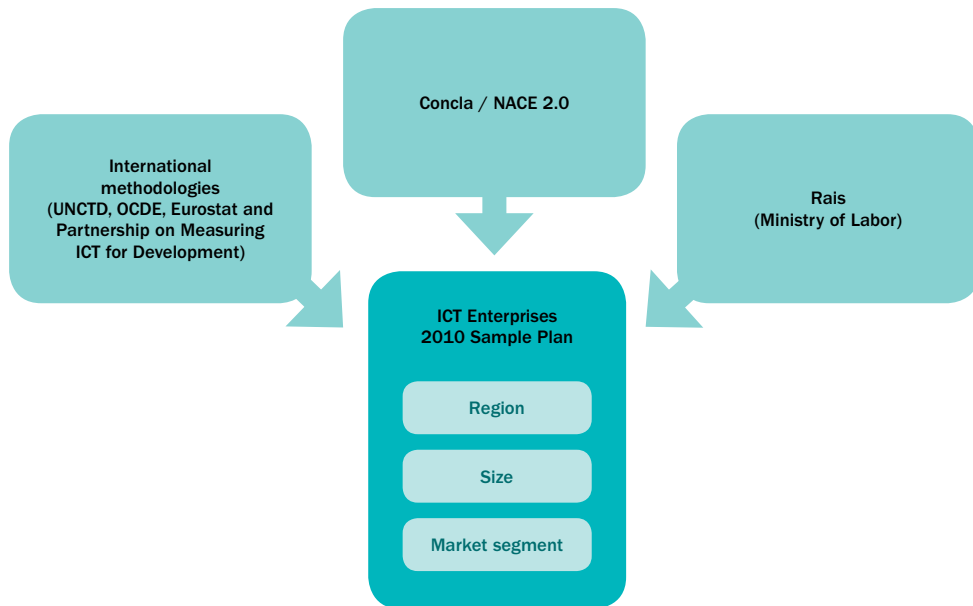 Concla / NACE 2.0
International
methodologies
(UNCTD, OCDE, Eurostat and
Partnership on Measuring
ICT for Development)
Rais
(Ministry of Labor)
ICT Enterprises
2010 Sample Plan
Region
Size
Market segment